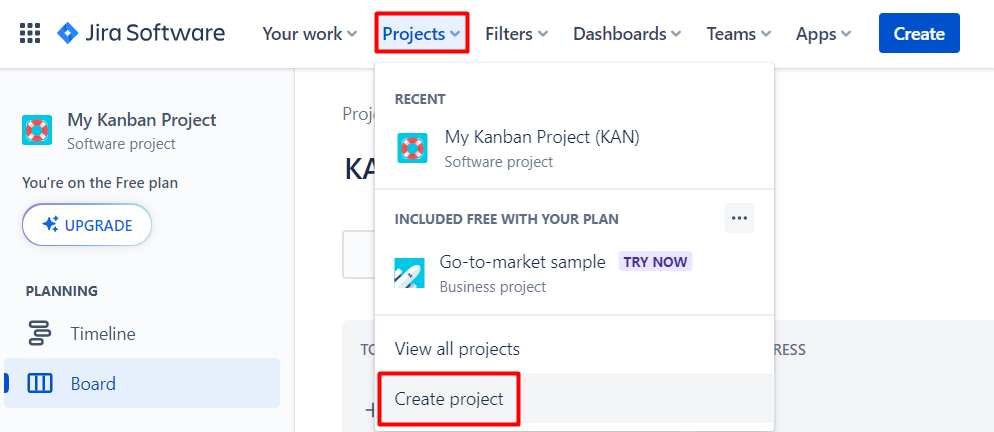 Jira Software
Your work Projects Filters Dashboards Teams Apps Create
My Kanban Project
Software project
You're on the Free plan
UPGRADE
PLANNING
Timeline
Board
Proj
KA
TO
RESS
RECENT
My Kanban Project (KAN)
Software project
INCLUDED FREE WITH YOUR PLAN
Go-to-market sample TRY NOW
Business project
View all projects
Create project